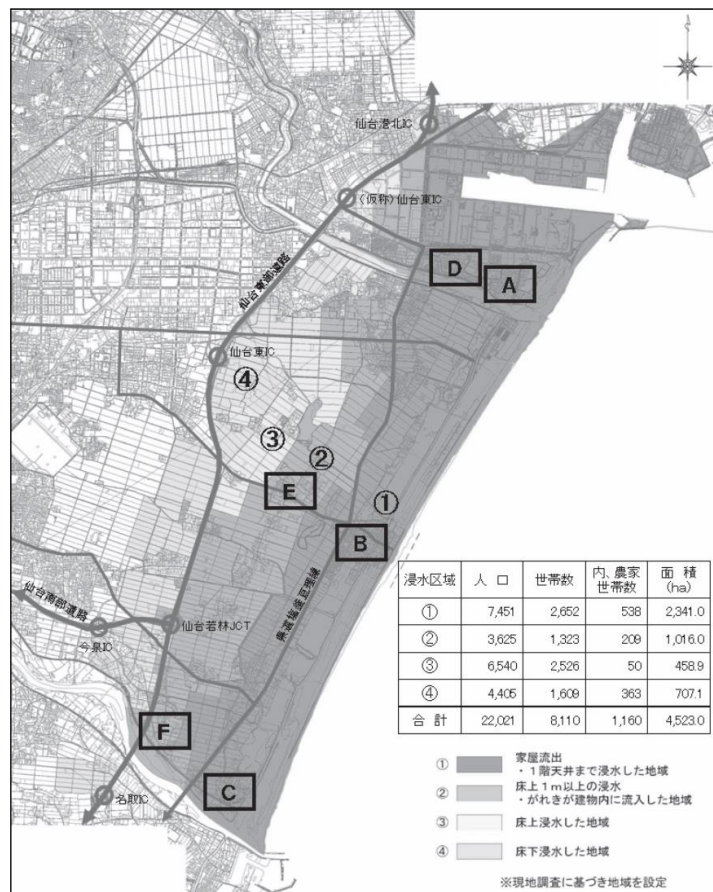 仙台港北IC
(仮称)仙台東IC
仙台東部道路
D
A
仙台東IC
④
③
②
E
①
B
県道塩釜亘理線
仙台南部道路
仙台若林JCT
今泉IC
F
C
名取IC
浸水区域 人口 世帯数 内、農家世帯数 面積(ha)
① 7,451 2,652 538 2,341.0
② 3,625 1,323 209 1,016.0
③ 6,540 2,526 50 458.9
④ 4,405 1,609 363 707.1
合計 22,021 8,110 1,160 4,523.0
① 家屋流出
・1階天井まで浸水した地域
② 床上1m以上の浸水
・がれきが建物内に流入した地域
③ 床上浸水した地域
④ 床下浸水した地域
※現地調査に基づき地域を設定